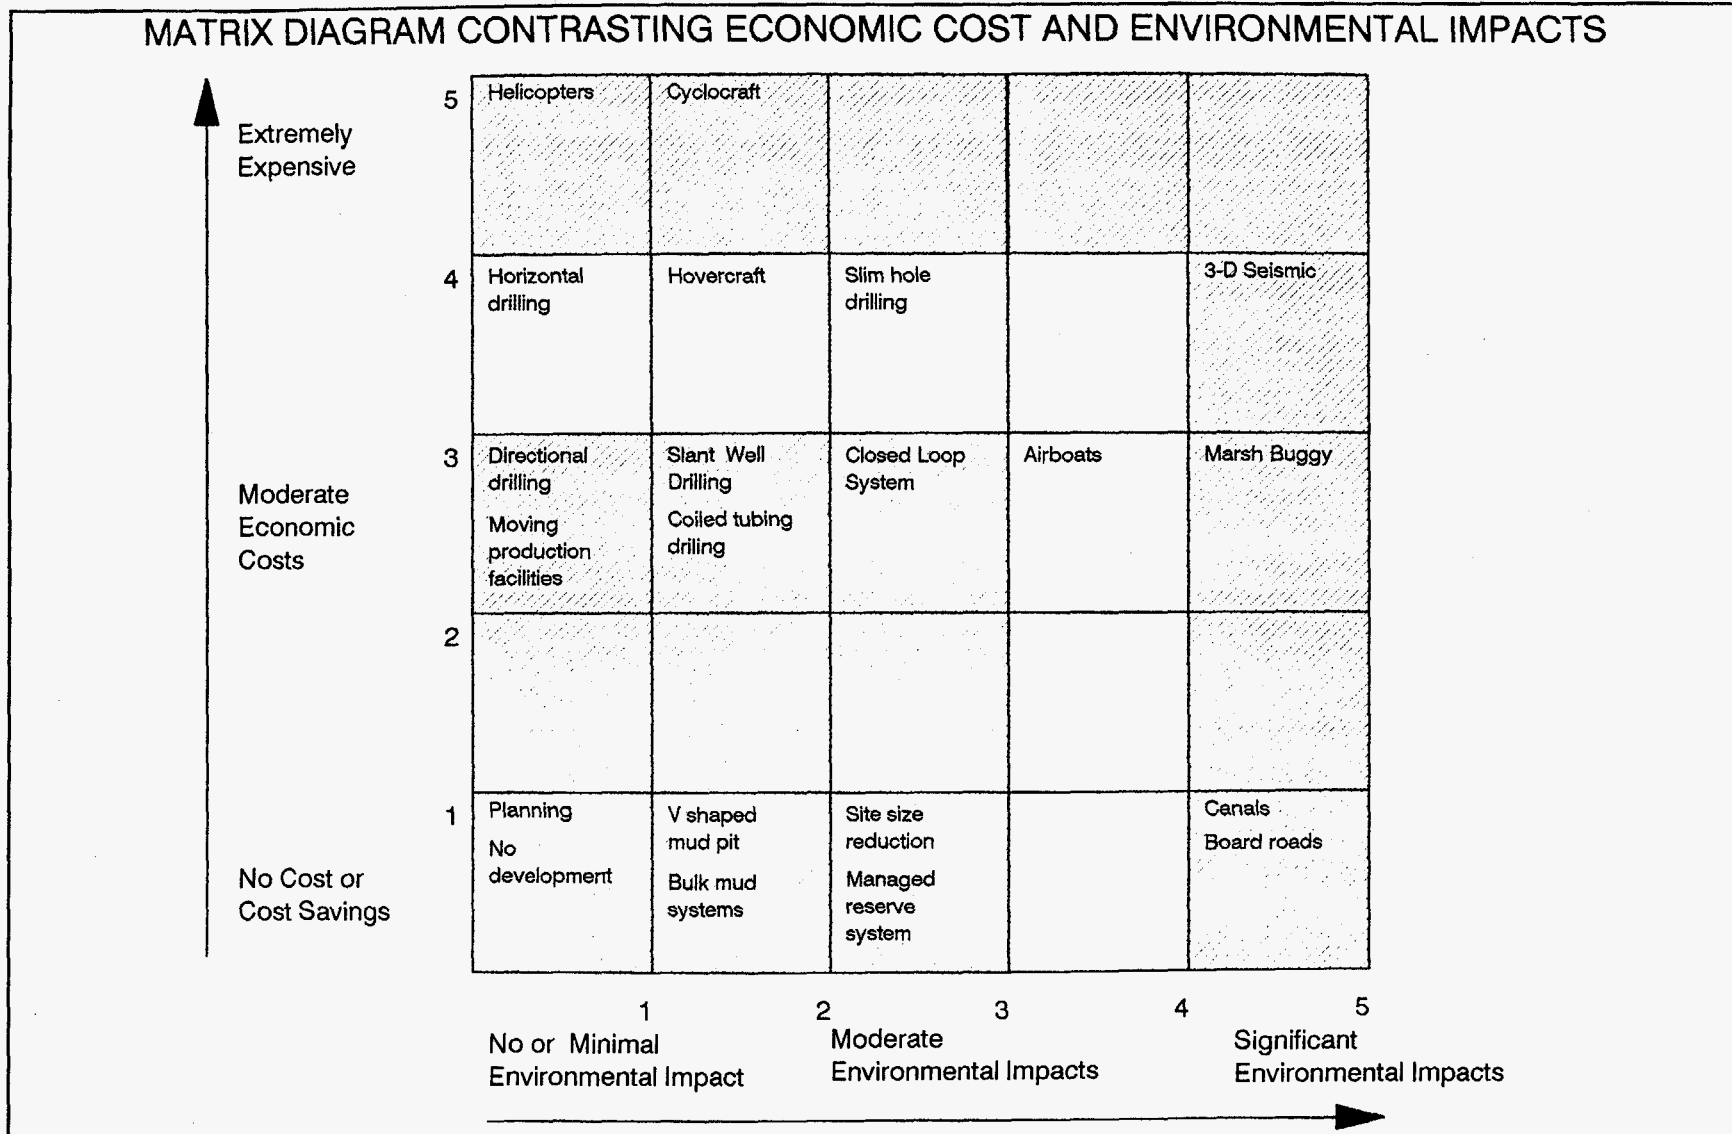 MATRIX DIAGRAM CONTRASTING ECONOMIC COST AND ENVIRONMENTAL IMPACTS
5
Extremely
Expensive
Helicopters
Cyclocraft
4
Horizontal
drilling
Hovercraft
Slim hole
drilling
3-D Seismic
3
Moderate
Economic
Costs
Directional
drilling
Moving
production
facilities
Slant Well
Drilling
Coiled tubing
driling
Closed Loop
System
Airboats
Marsh Buggy
2
1
No Cost or
Cost Savings
Planning
No
development
V shaped
mud pit
Bulk mud
systems
Site size
reduction
Managed
reserve
system
Canals
Board roads
1
2
3
4
5
No or Minimal
Environmental Impact
Moderate
Environmental Impacts
Significant
Environmental Impacts